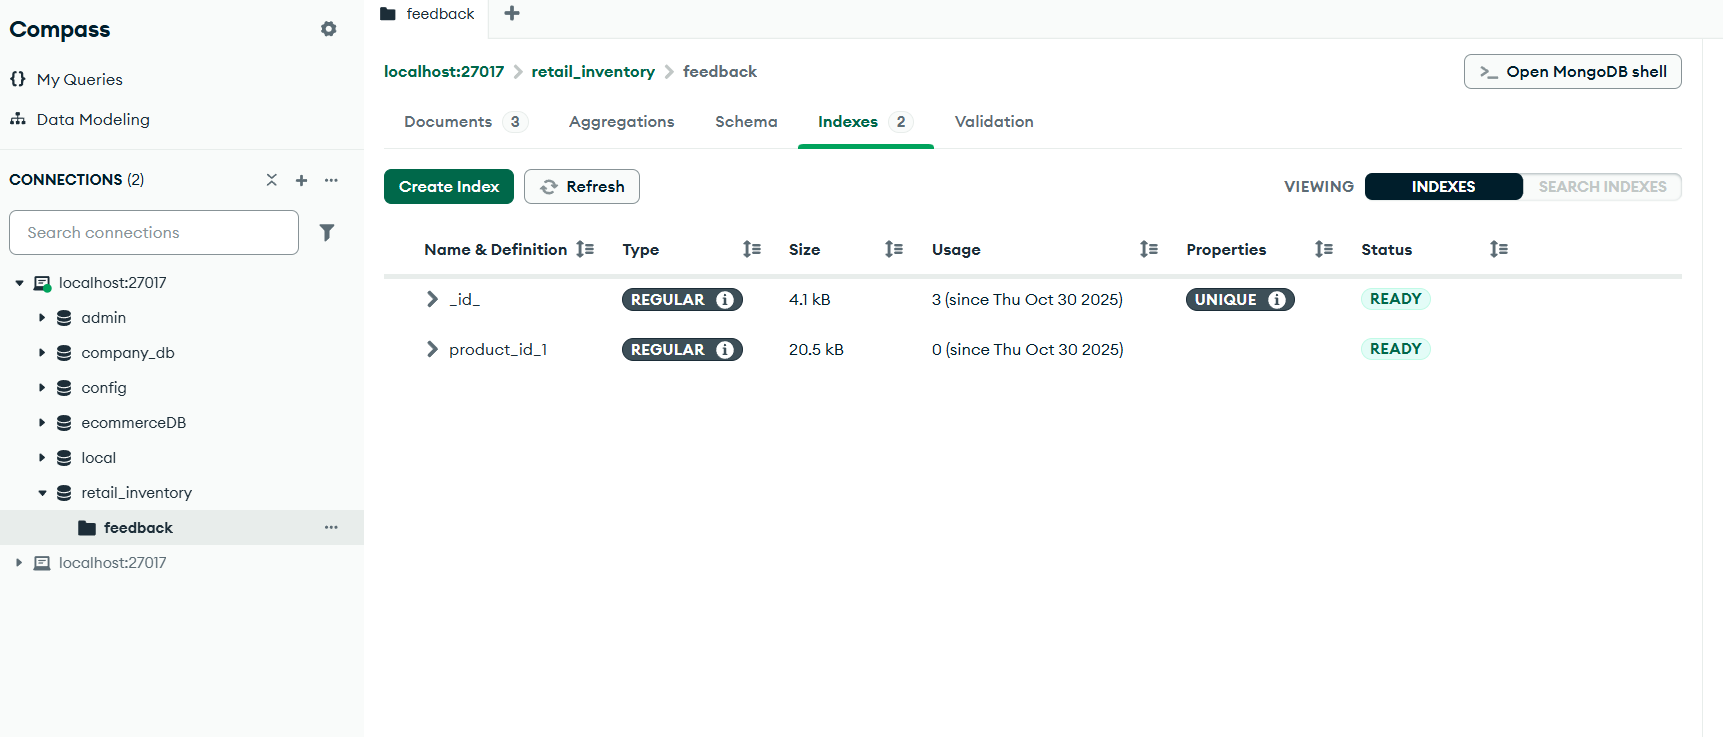 Compass
My Queries
Data Modeling
CONNECTIONS (2)
Search connections
localhost:27017
admin
company_db
config
ecommerceDB
local
retail_inventory
feedback
localhost:27017
feedback
localhost:27017 retail_inventory feedback
>_ Open MongoDB shell
Documents 3 Aggregations Schema Indexes 2 Validation
Create Index Refresh
VIEWING INDEXES SEARCH INDEXES
Name & Definition Type Size Usage Properties Status
_id_ REGULAR 4.1 kB 3 (since Thu Oct 30 2025) UNIQUE READY
product_id_1 REGULAR 20.5 kB 0 (since Thu Oct 30 2025) READY